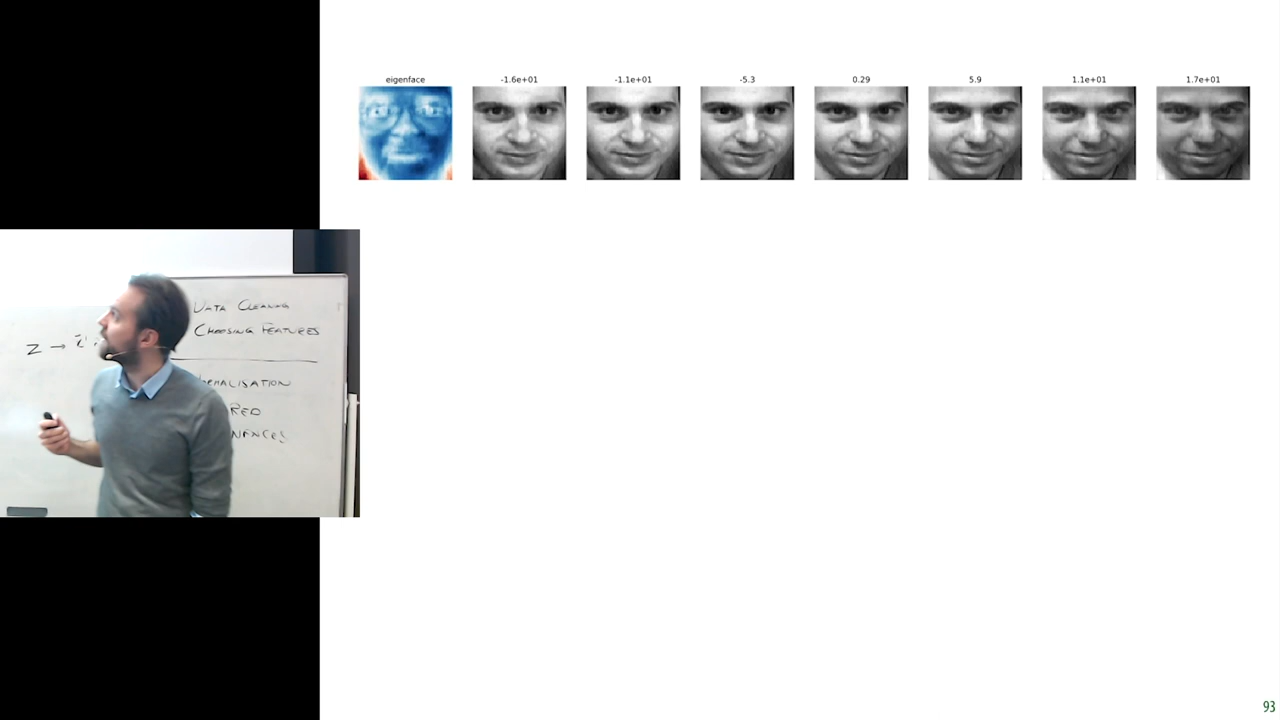 eigenface -1.6e+01 -1.1e+01 -5.3 0.29 5.9 1.1e+01 1.7e+01
DATA CLEANING
CHOOSING FEATURES
Z →
RED
93